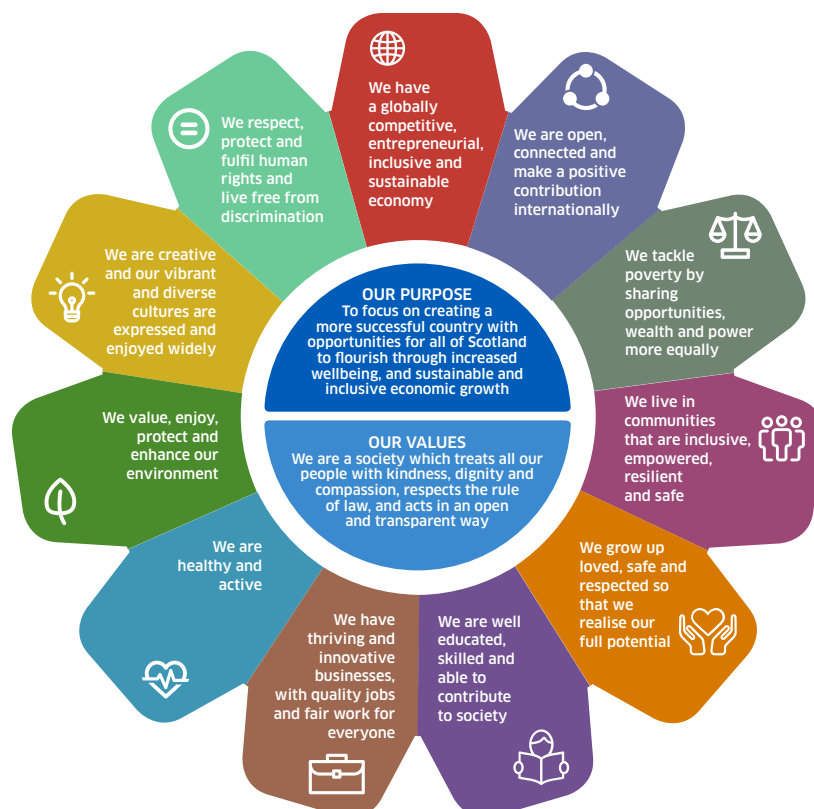 We have
a globally
competitive,
entrepreneurial,
inclusive and
sustainable
economy
We are open,
connected and
make a positive
contribution
internationally
We tackle
poverty by
sharing
opportunities,
wealth and power
more equally
We live in
communities
that are inclusive,
empowered,
resilient
and safe
We grow up
loved, safe and
respected so
that we
realise our
full potential
We are well
educated,
skilled and
able to
contribute
to society
We have
thriving and
innovative
businesses,
with quality jobs
and fair work for
everyone
We are
healthy and
active
We value, enjoy,
protect and
enhance our
environment
We are creative
and our vibrant
and diverse
cultures are
expressed and
enjoyed widely
We respect,
protect and
fulfil human
rights and
live free from
discrimination
OUR PURPOSE
To focus on creating a
more successful country with
opportunities for all of Scotland
to flourish through increased
wellbeing, and sustainable and
inclusive economic growth
OUR VALUES
We are a society which treats all our
people with kindness, dignity and
compassion, respects the rule
of law, and acts in an open
and transparent way